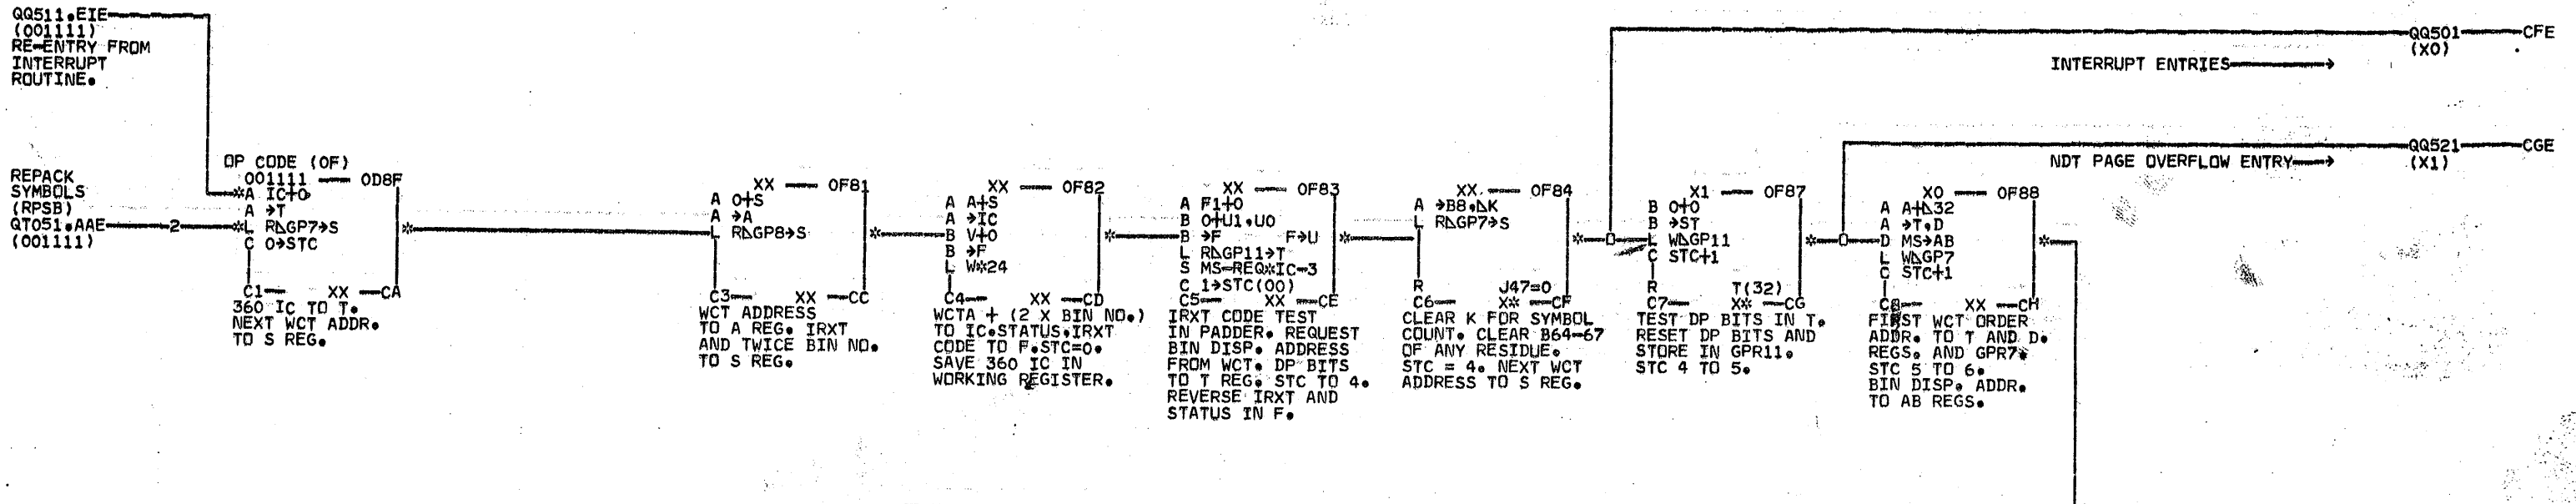 QQ511.EIE
(001111)
RE-ENTRY FROM
INTERRUPT
ROUTINE.
REPACK
SYMBOLS
(RPSB)
QT051.AAE—2—
(001111)
OP CODE (OF)
001111 — 0D8F
*A IC+0
A →T
*L R∆GP7→S
C 0→STC
C1— XX —CA
360 IC TO T.
NEXT WCT ADDR.
TO S REG.
XX — 0F81
A 0+S
A →A
L R∆GP8→S
C3— XX —CC
WCT ADDRESS
TO A REG. IRXT
AND TWICE BIN NO.
TO S REG.
XX — 0F82
A A+S
A →IC
B V+0
B →F
L W*24
C4— XX —CD
WCTA + (2 X BIN NO.)
TO IC.STATUS.IRXT
CODE TO F.STC=0.
SAVE 360 IC IN
WORKING REGISTER.
XX — 0F83
A F1+0
B 0+U1,U0
B →F F→U
L R∆GP11→T
S MS-REQ*IC-3
C 1→STC(00)
C5— XX —CE
IRXT CODE TEST
IN PADDER. REQUEST
BIN DISP. ADDRESS
FROM WCT. DP BITS
TO T REG. STC TO 4.
REVERSE IRXT AND
STATUS IN F.
XX — 0F84
A →B8,∆K
L R∆GP7→S
R J47=0
C6— X* —CF
CLEAR K FOR SYMBOL
COUNT. CLEAR B64-67
OF ANY RESIDUE.
STC = 4. NEXT WCT
ADDRESS TO S REG.
X1 — 0F87
B 0+0
B →ST
L W∆GP11
C STC+1
R T(32)
C7— X* —CG
TEST DP BITS IN T.
RESET DP BITS AND
STORE IN GPR11.
STC 4 TO 5.
X0 — 0F88
A A+∆32
A →T,D
D MS→AB
L W∆GP7
C STC+1
C8— XX —CH
FIRST WCT ORDER
ADDR. TO T AND D.
REGS. AND GPR7*
STC 5 TO 6.
BIN DISP. ADDR.
TO AB REGS.
QQ501—CFE
(X0)
INTERRUPT ENTRIES→
QQ521—CGE
(X1)
NDT PAGE OVERFLOW ENTRY→